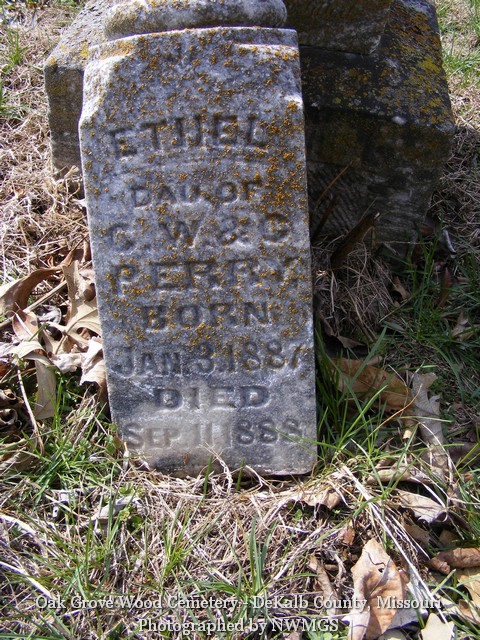 ETHEL
DAU. OF
C. W. & C.
PERRY
BORN
JAN. 3. 1887
DIED
SEP. 11. 1888
Oak Grove Wood Cemetery - DeKalb County, Missouri
Photographed by NWMGS